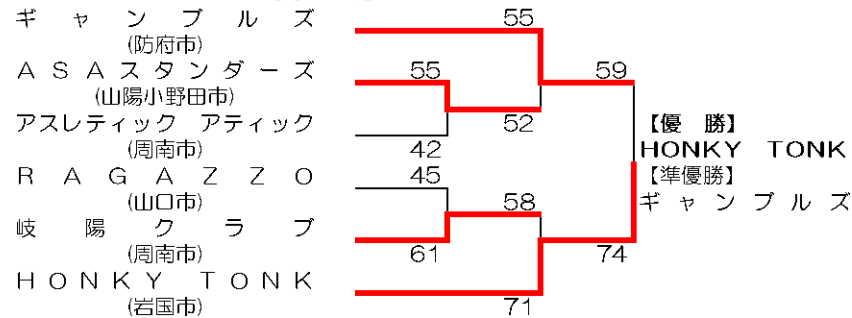 ギャンブルズ 55
(防府市)
ASAスタンダーズ 55 59
(山陽小野田市)
アスレティック アティック 52 【優 勝】
(周南市) 42 HONKY TONK
RAGAZZO 45 【準優勝】
(山口市) 58 ギャンブルズ
岐陽クラブ
(周南市) 61 74
HONKY TONK
(岩国市) 71